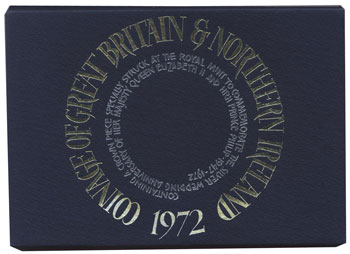 COINAGE OF GREAT BRITAIN & NORTHERN IRELAND
1972
CONTAINING A CROWN PIECE SPECIALLY STRUCK AT THE ROYAL MINT TO COMMEMORATE THE SILVER WEDDING ANNIVERSARY OF HER MAJESTY QUEEN ELIZABETH II AND HRH PRINCE PHILIP 1947-1972